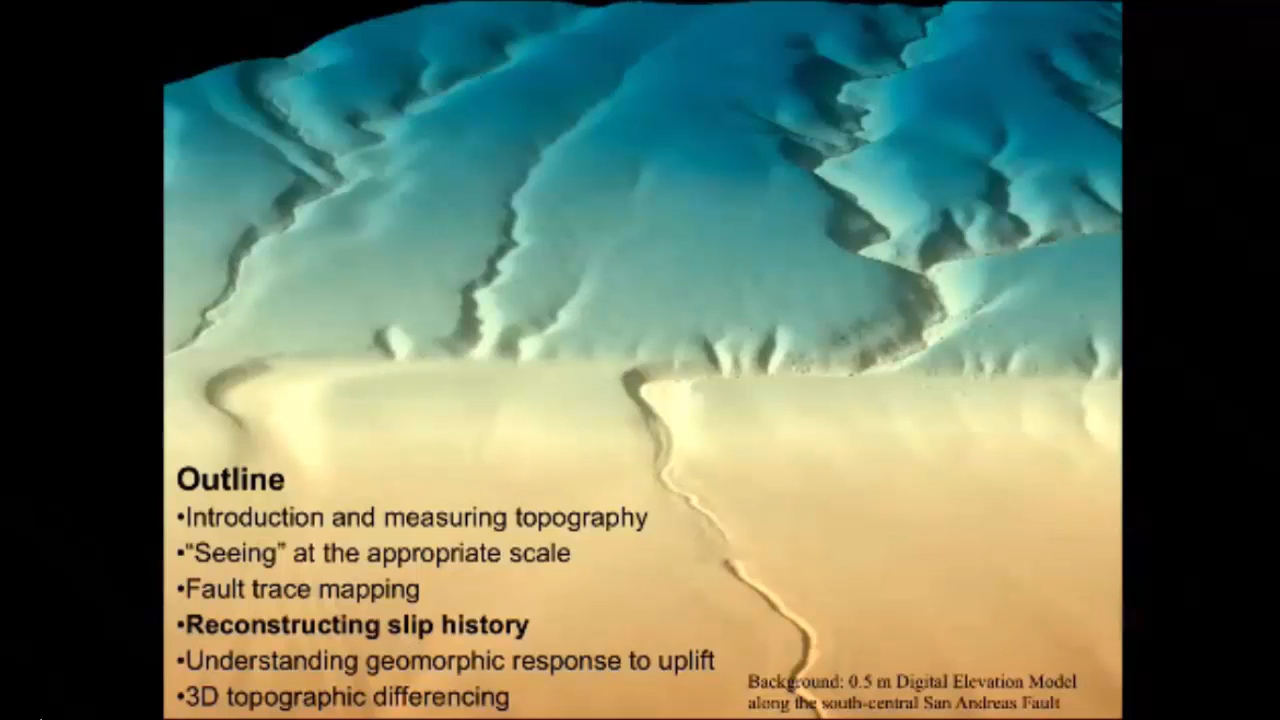 Outline
•Introduction and measuring topography
•“Seeing” at the appropriate scale
•Fault trace mapping
•Reconstructing slip history
•Understanding geomorphic response to uplift
•3D topographic differencing
Background: 0.5 m Digital Elevation Model
along the south-central San Andreas Fault